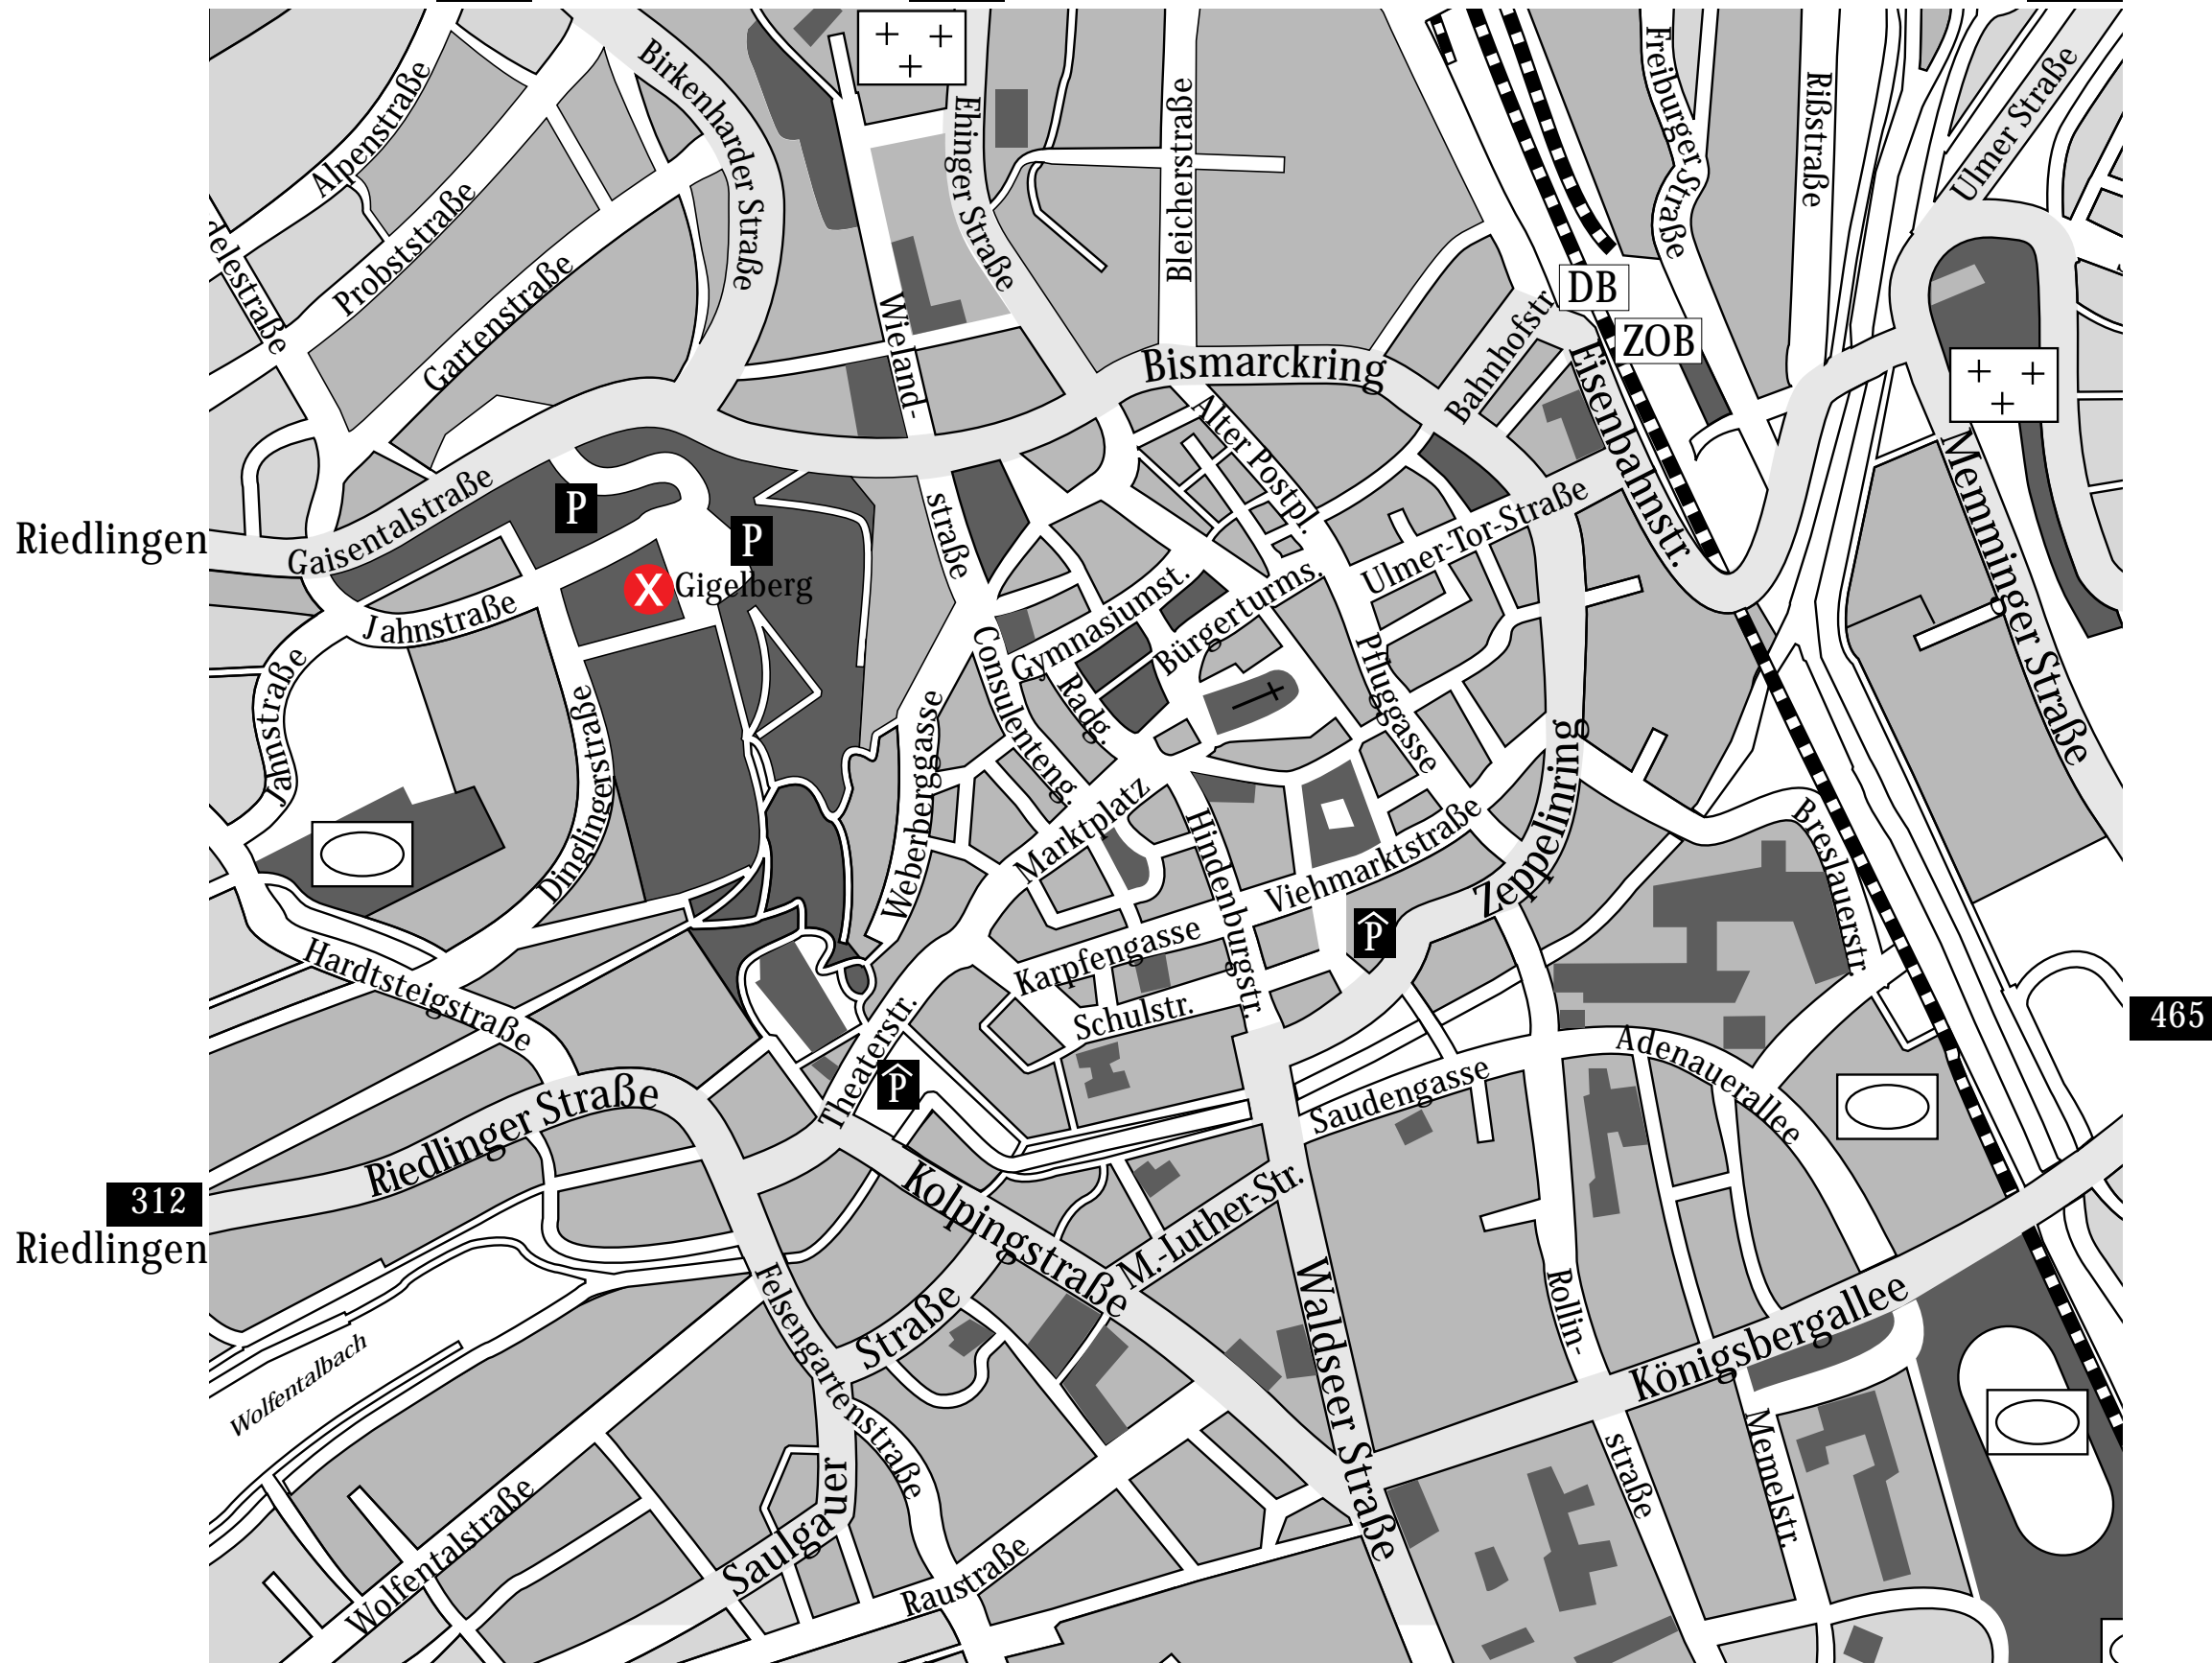 Birkenharder Straße
Alpenstraße
Probststraße
Gartenstraße
delestraße
Ehinger Straße
Bleicherstraße
Freiburger Straße
Rißstraße
Ulmer Straße
DB
ZOB
Wieland-
straße
Bismarckring
Bahnhofstr.
Eisenbahnstr.
Alter Postpl.
Memminger Straße
Riedlingen
Gaisentalstraße
P
P
X
Gigelberg
Jahnstraße
Jahnstraße
Dinglingerstraße
Ulmer-Tor-Straße
Gymnasiumst.
Bürgerturms.
Consulenteng.
Radg.
Pfluggasse
Weberberggasse
Marktplatz
Hindenburgstr.
Viehmarktstraße
Zeppelinring
Breslauerstr.
P
Karpfengasse
Schulstr.
Hardtsteigstraße
Theaterstr.
P
465
Adenauerallee
Saudengasse
Riedlinger Straße
312
Riedlingen
Kolpingstraße
M.-Luther-Str.
Waldseer Straße
Rollin-
straße
Königsbergallee
Memelstr.
Felsengartenstraße
Straße
Saulgauer
Wolfentalbach
Wolfentalstraße
Raustraße